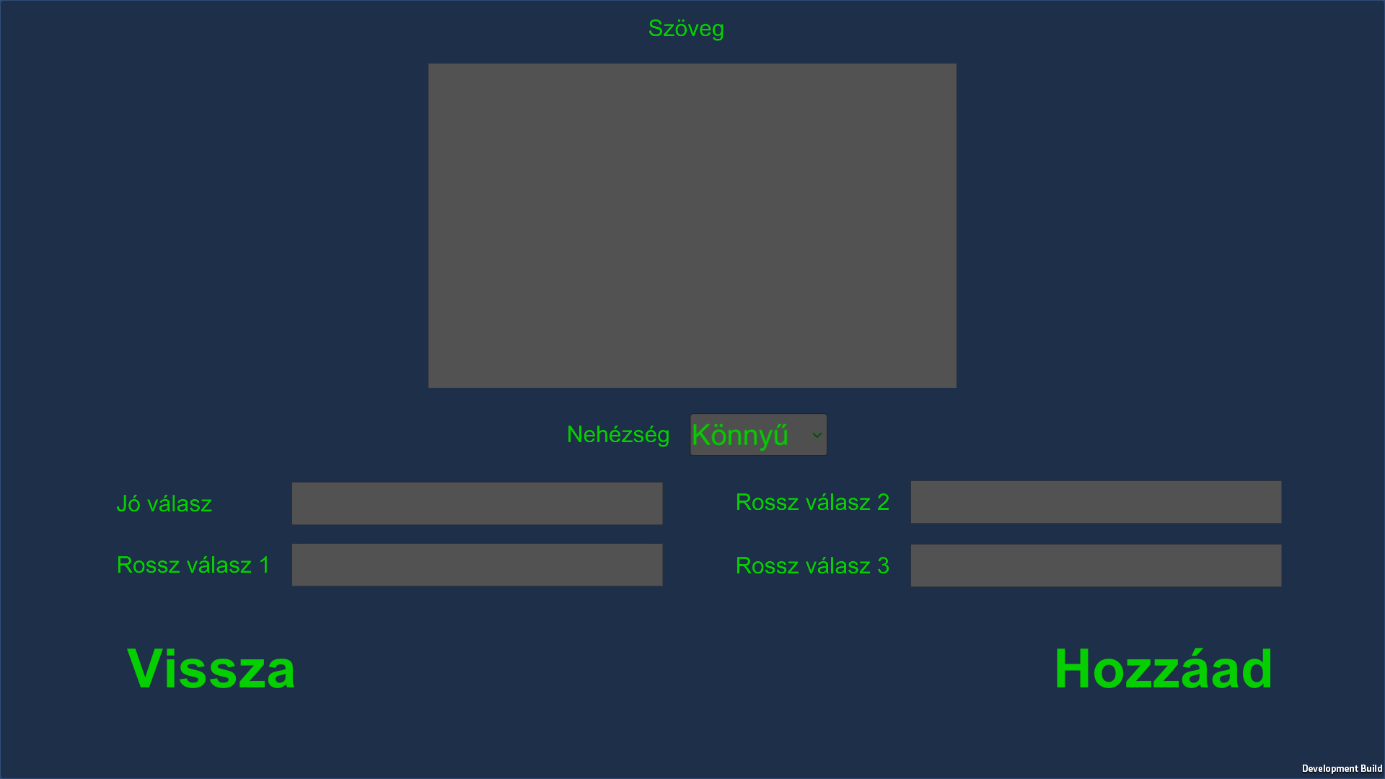 Szöveg
Nehézség Könnyű
Jó válasz
Rossz válasz 1
Rossz válasz 2
Rossz válasz 3
Vissza
Hozzáad
Development Build